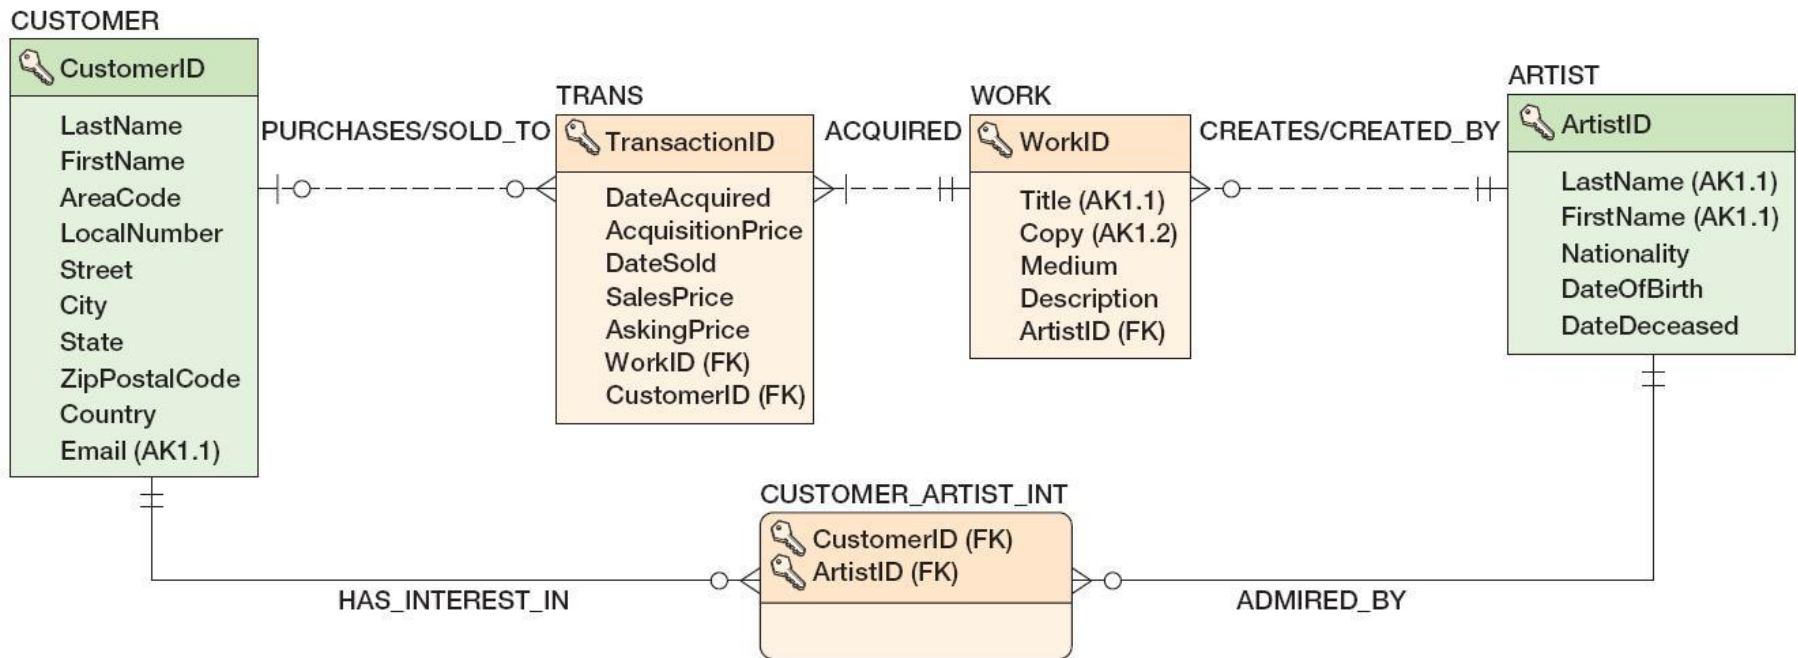 CUSTOMER
CustomerID
LastName
FirstName
AreaCode
LocalNumber
Street
City
State
ZipPostalCode
Country
Email (AK1.1)
PURCHASES/SOLD_TO
TRANS
TransactionID
DateAcquired
AcquisitionPrice
DateSold
SalesPrice
AskingPrice
WorkID (FK)
CustomerID (FK)
ACQUIRED
WORK
WorkID
Title (AK1.1)
Copy (AK1.2)
Medium
Description
ArtistID (FK)
CREATES/CREATED_BY
ARTIST
ArtistID
LastName (AK1.1)
FirstName (AK1.1)
Nationality
DateOfBirth
DateDeceased
HAS_INTEREST_IN
CUSTOMER_ARTIST_INT
CustomerID (FK)
ArtistID (FK)
ADMIRED_BY